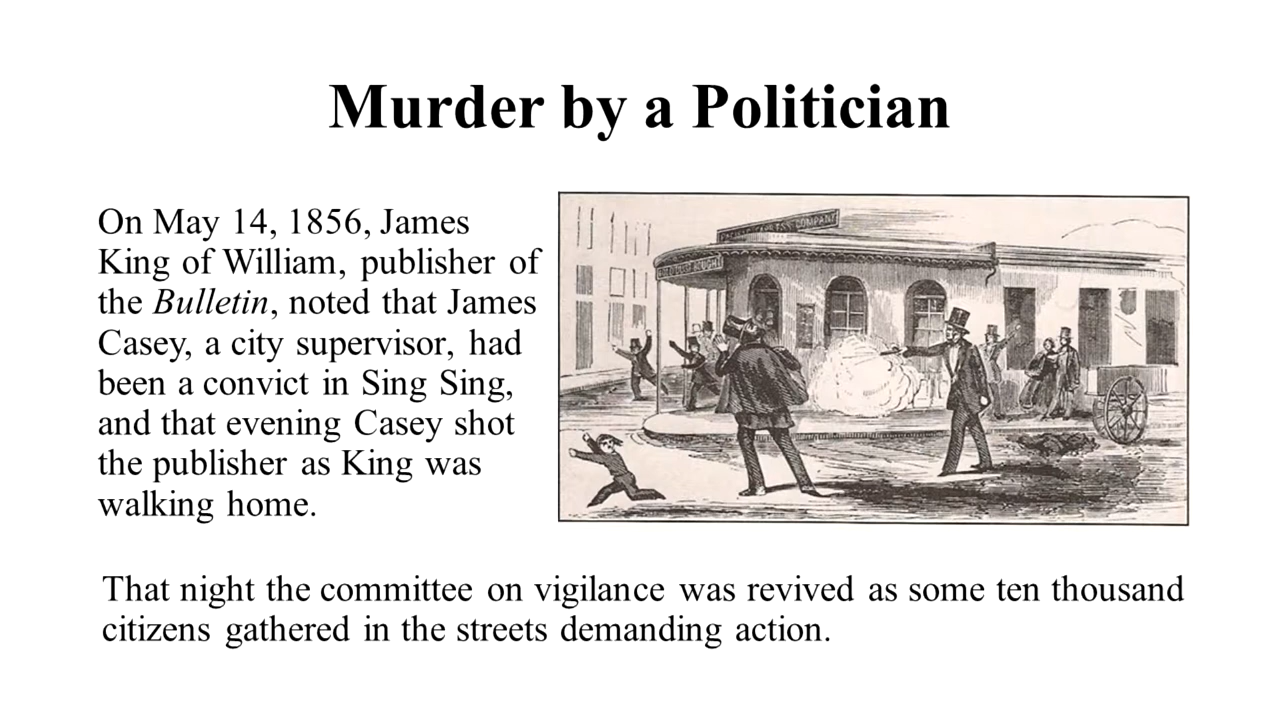 Murder by a Politician
On May 14, 1856, James
King of William, publisher of
the Bulletin, noted that James
Casey, a city supervisor, had
been a convict in Sing Sing,
and that evening Casey shot
the publisher as King was
walking home.
COMPANY
That night the committee on vigilance was revived as some ten thousand
citizens gathered in the streets demanding action.